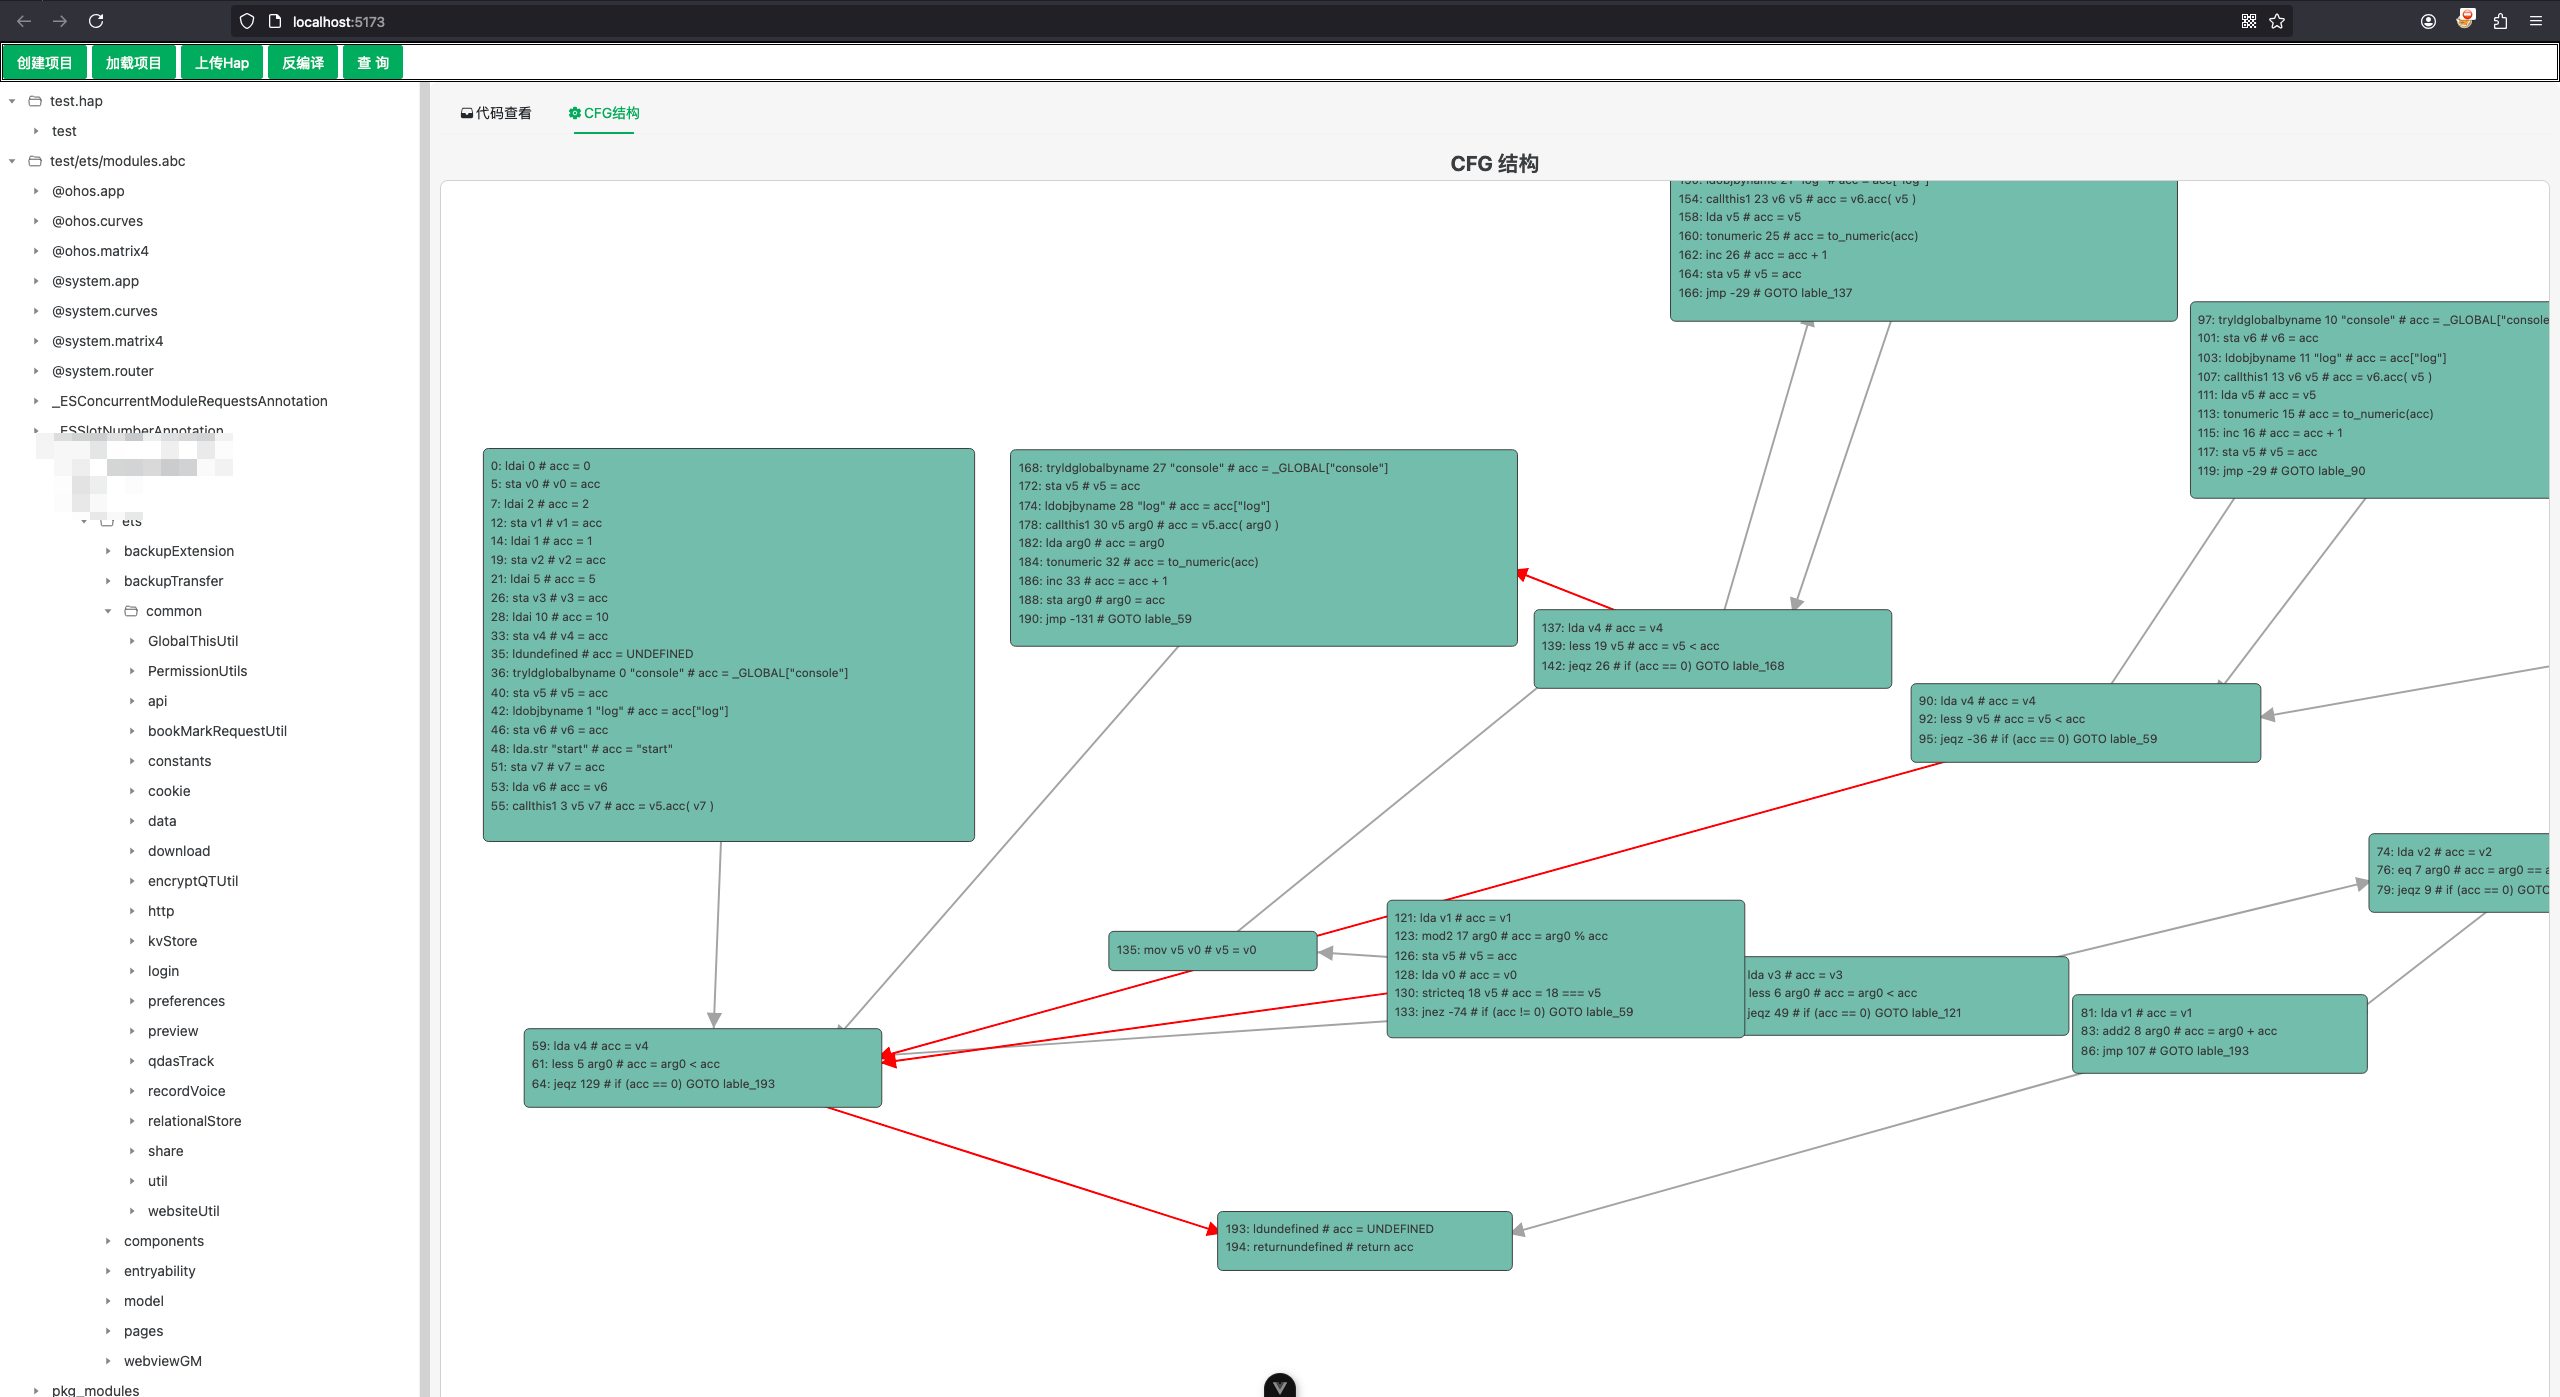 localhost:5173
创建项目
加载项目
上传Hap
反编译
查 询
test.hap
test
test/ets/modules.abc
@ohos.app
@ohos.curves
@ohos.matrix4
@system.app
@system.curves
@system.matrix4
@system.router
_ESConcurrentModuleRequestsAnnotation
_ESSlotNumberAnnotation
ets
backupExtension
backupTransfer
common
GlobalThisUtil
PermissionUtils
api
bookMarkRequestUtil
constants
cookie
data
download
encryptQTUtil
http
kvStore
login
preferences
preview
qdasTrack
recordVoice
relationalStore
share
util
websiteUtil
components
entryability
model
pages
webviewGM
pkg_modules
代码查看
CFG结构
CFG 结构
150: ldobjbyname 21 "log" # acc = acc["log"]
154: callthis1 23 v6 v5 # acc = v6.acc( v5 )
158: lda v5 # acc = v5
160: tonumeric 25 # acc = to_numeric(acc)
162: inc 26 # acc = acc + 1
164: sta v5 # v5 = acc
166: jmp -29 # GOTO lable_137
97: tryldglobalbyname 10 "console" # acc = _GLOBAL["console
101: sta v6 # v6 = acc
103: ldobjbyname 11 "log" # acc = acc["log"]
107: callthis1 13 v6 v5 # acc = v6.acc( v5 )
111: lda v5 # acc = v5
113: tonumeric 15 # acc = to_numeric(acc)
115: inc 16 # acc = acc + 1
117: sta v5 # v5 = acc
119: jmp -29 # GOTO lable_90
0: ldai 0 # acc = 0
5: sta v0 # v0 = acc
7: ldai 2 # acc = 2
12: sta v1 # v1 = acc
14: ldai 1 # acc = 1
19: sta v2 # v2 = acc
21: ldai 5 # acc = 5
26: sta v3 # v3 = acc
28: ldai 10 # acc = 10
33: sta v4 # v4 = acc
35: ldundefined # acc = UNDEFINED
36: tryldglobalbyname 0 "console" # acc = _GLOBAL["console"]
40: sta v5 # v5 = acc
42: ldobjbyname 1 "log" # acc = acc["log"]
46: sta v6 # v6 = acc
48: lda.str "start" # acc = "start"
51: sta v7 # v7 = acc
53: lda v6 # acc = v6
55: callthis1 3 v5 v7 # acc = v5.acc( v7 )
168: tryldglobalbyname 27 "console" # acc = _GLOBAL["console"]
172: sta v5 # v5 = acc
174: ldobjbyname 28 "log" # acc = acc["log"]
178: callthis1 30 v5 arg0 # acc = v5.acc( arg0 )
182: lda arg0 # acc = arg0
184: tonumeric 32 # acc = to_numeric(acc)
186: inc 33 # acc = acc + 1
188: sta arg0 # arg0 = acc
190: jmp -131 # GOTO lable_59
137: lda v4 # acc = v4
139: less 19 v5 # acc = v5 < acc
142: jeqz 26 # if (acc == 0) GOTO lable_168
90: lda v4 # acc = v4
92: less 9 v5 # acc = v5 < acc
95: jeqz -36 # if (acc == 0) GOTO lable_59
74: lda v2 # acc = v2
76: eq 7 arg0 # acc = arg0 == a
79: jeqz 9 # if (acc == 0) GOTO
121: lda v1 # acc = v1
123: mod2 17 arg0 # acc = arg0 % acc
126: sta v5 # v5 = acc
128: lda v0 # acc = v0
130: stricteq 18 v5 # acc = 18 === v5
133: jnez -74 # if (acc != 0) GOTO lable_59
135: mov v5 v0 # v5 = v0
lda v3 # acc = v3
less 6 arg0 # acc = arg0 < acc
jeqz 49 # if (acc == 0) GOTO lable_121
81: lda v1 # acc = v1
83: add2 8 arg0 # acc = arg0 + acc
86: jmp 107 # GOTO lable_193
59: lda v4 # acc = v4
61: less 5 arg0 # acc = arg0 < acc
64: jeqz 129 # if (acc == 0) GOTO lable_193
193: ldundefined # acc = UNDEFINED
194: returnundefined # return acc